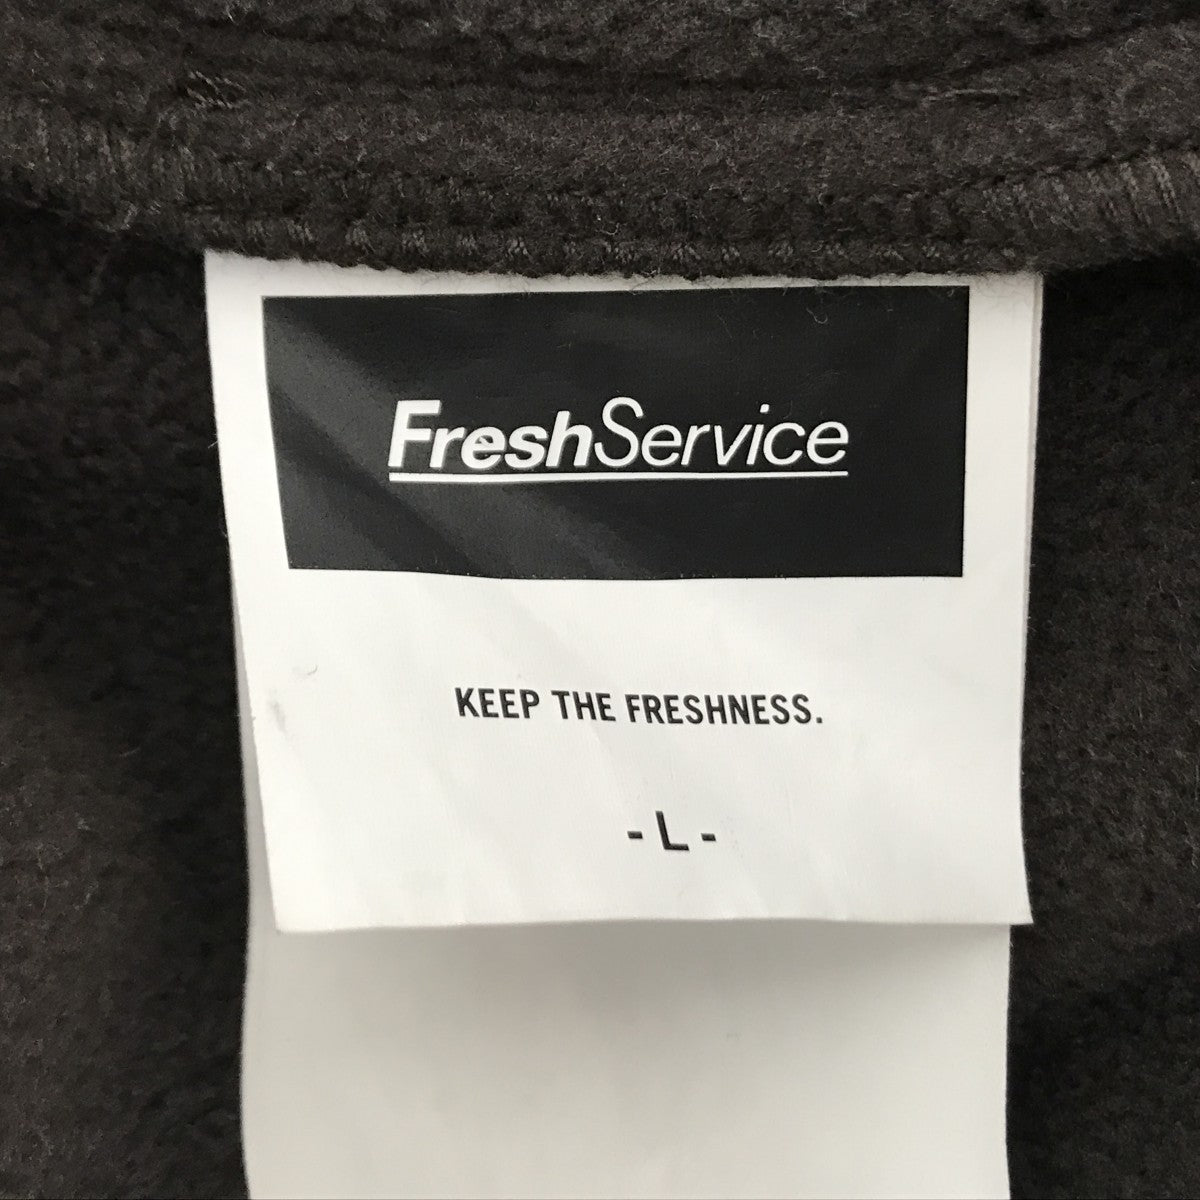 FreshService
KEEP THE FRESHNESS.
- L -